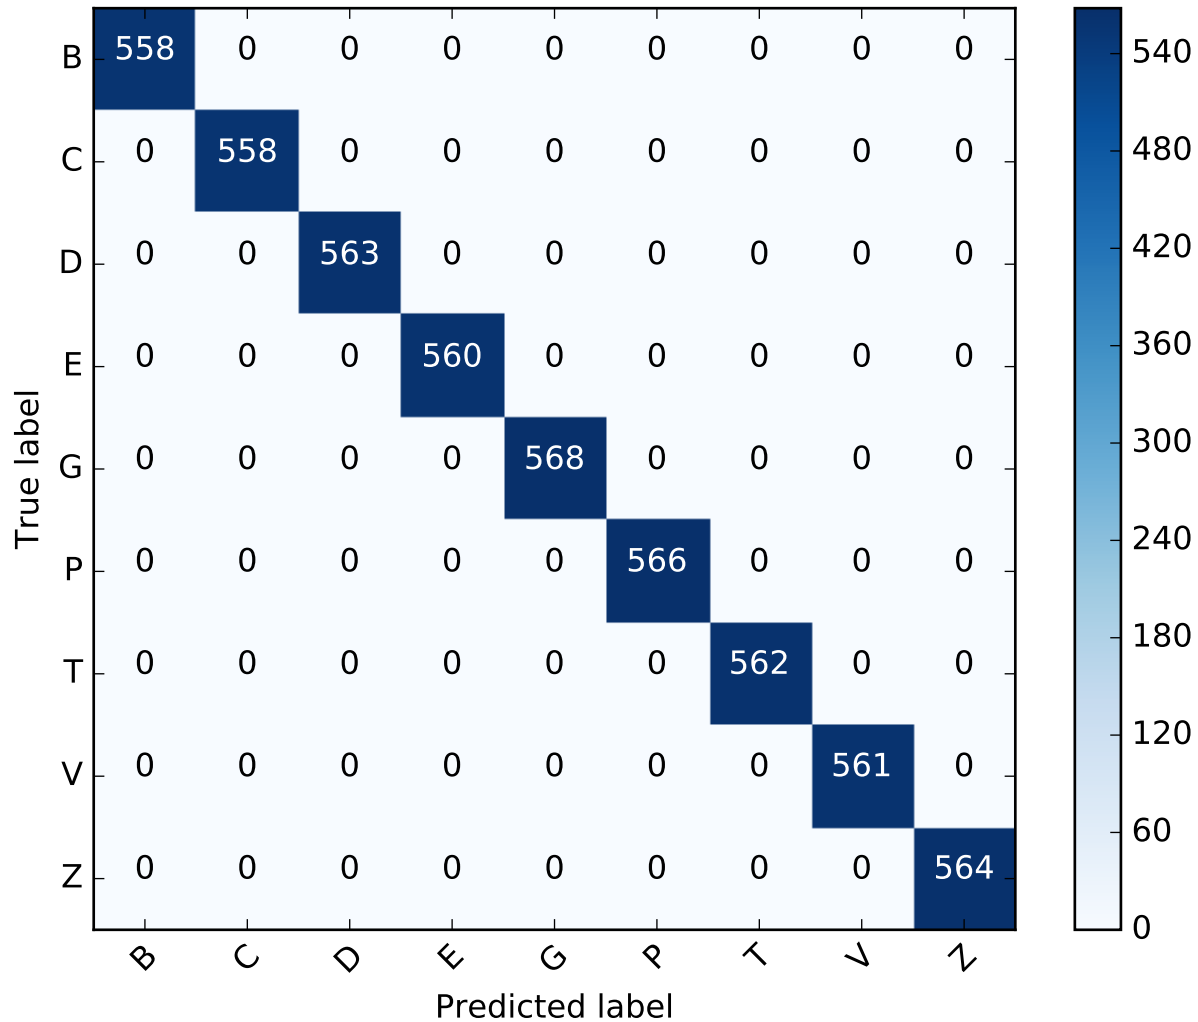 B 558 0 0 0 0 0 0 0 0
C 0 558 0 0 0 0 0 0 0
D 0 0 563 0 0 0 0 0 0
E 0 0 0 560 0 0 0 0 0
G 0 0 0 0 568 0 0 0 0
P 0 0 0 0 0 566 0 0 0
T 0 0 0 0 0 0 562 0 0
V 0 0 0 0 0 0 0 561 0
Z 0 0 0 0 0 0 0 0 564
B C D E G P T V Z
True label
Predicted label
540
480
420
360
300
240
180
120
60
0